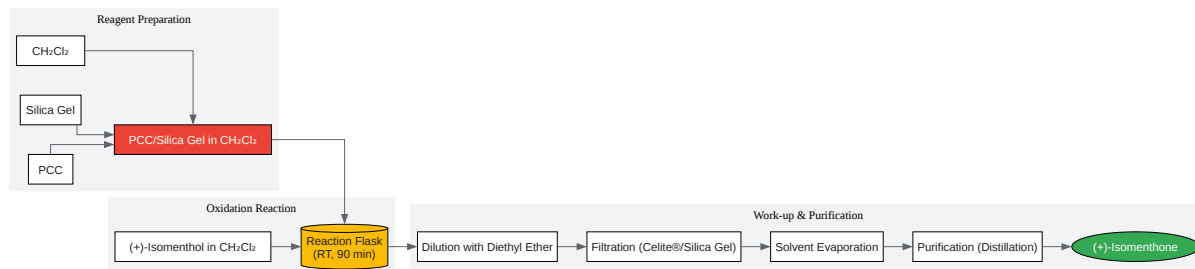 Reagent Preparation
CH₂Cl₂
Silica Gel
PCC/Silica Gel in CH₂Cl₂
PCC
Oxidation Reaction
(+)-Isomenthol in CH₂Cl₂
Reaction Flask
(RT, 90 min)
Work-up & Purification
Dilution with Diethyl Ether
Filtration (Celite®/Silica Gel)
Solvent Evaporation
Purification (Distillation)
(+)-Isomenthone